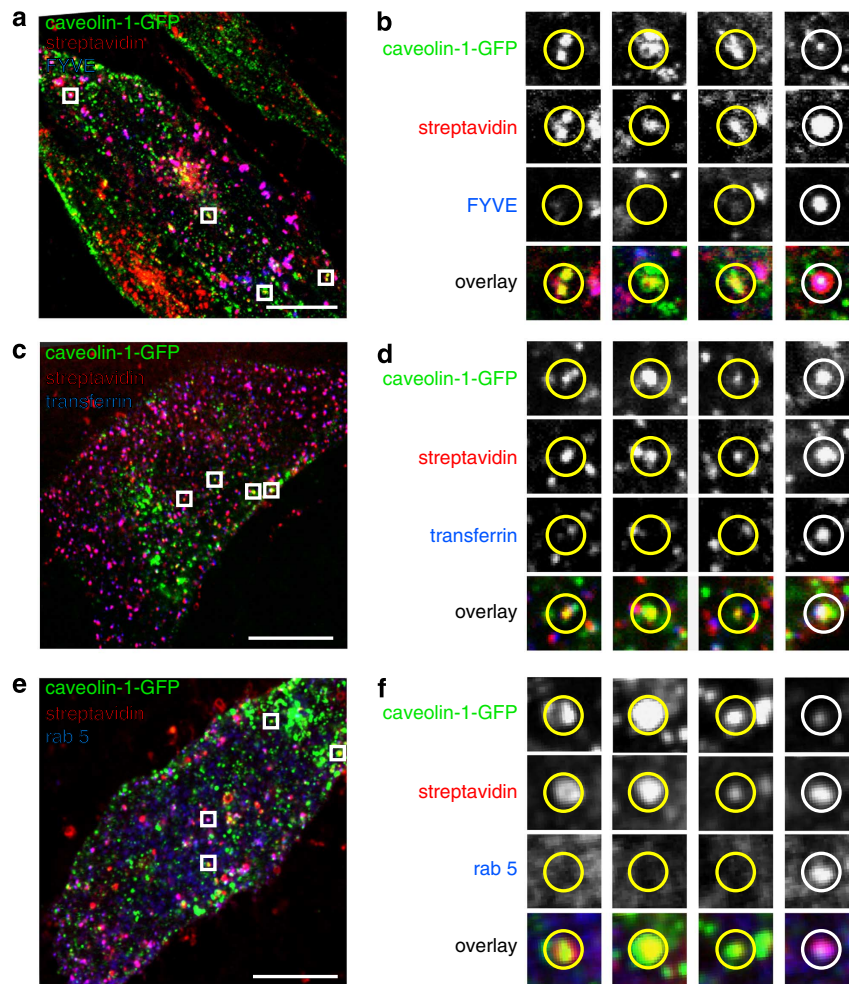 a
caveolin-1-GFP
streptavidin
FYVE
b
caveolin-1-GFP
streptavidin
FYVE
overlay
c
caveolin-1-GFP
streptavidin
transferrin
d
caveolin-1-GFP
streptavidin
transferrin
overlay
e
caveolin-1-GFP
streptavidin
rab 5
f
caveolin-1-GFP
streptavidin
rab 5
overlay